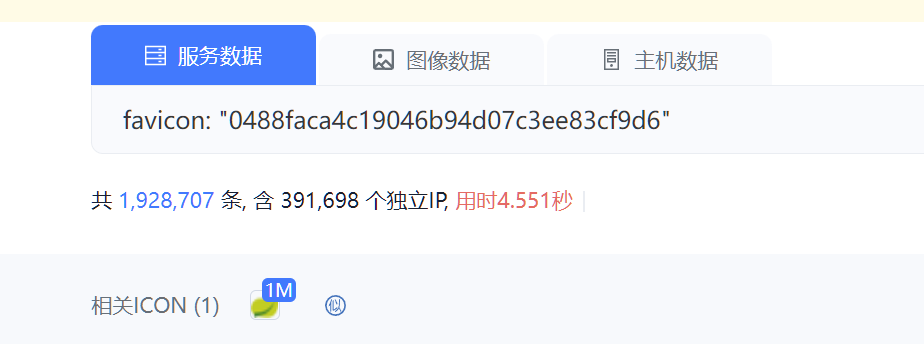 服务数据 图像数据 主机数据
favicon: "0488faca4c19046b94d07c3ee83cf9d6"
共 1,928,707 条, 含 391,698 个独立IP, 用时4.551秒
相关ICON (1) 1M 似